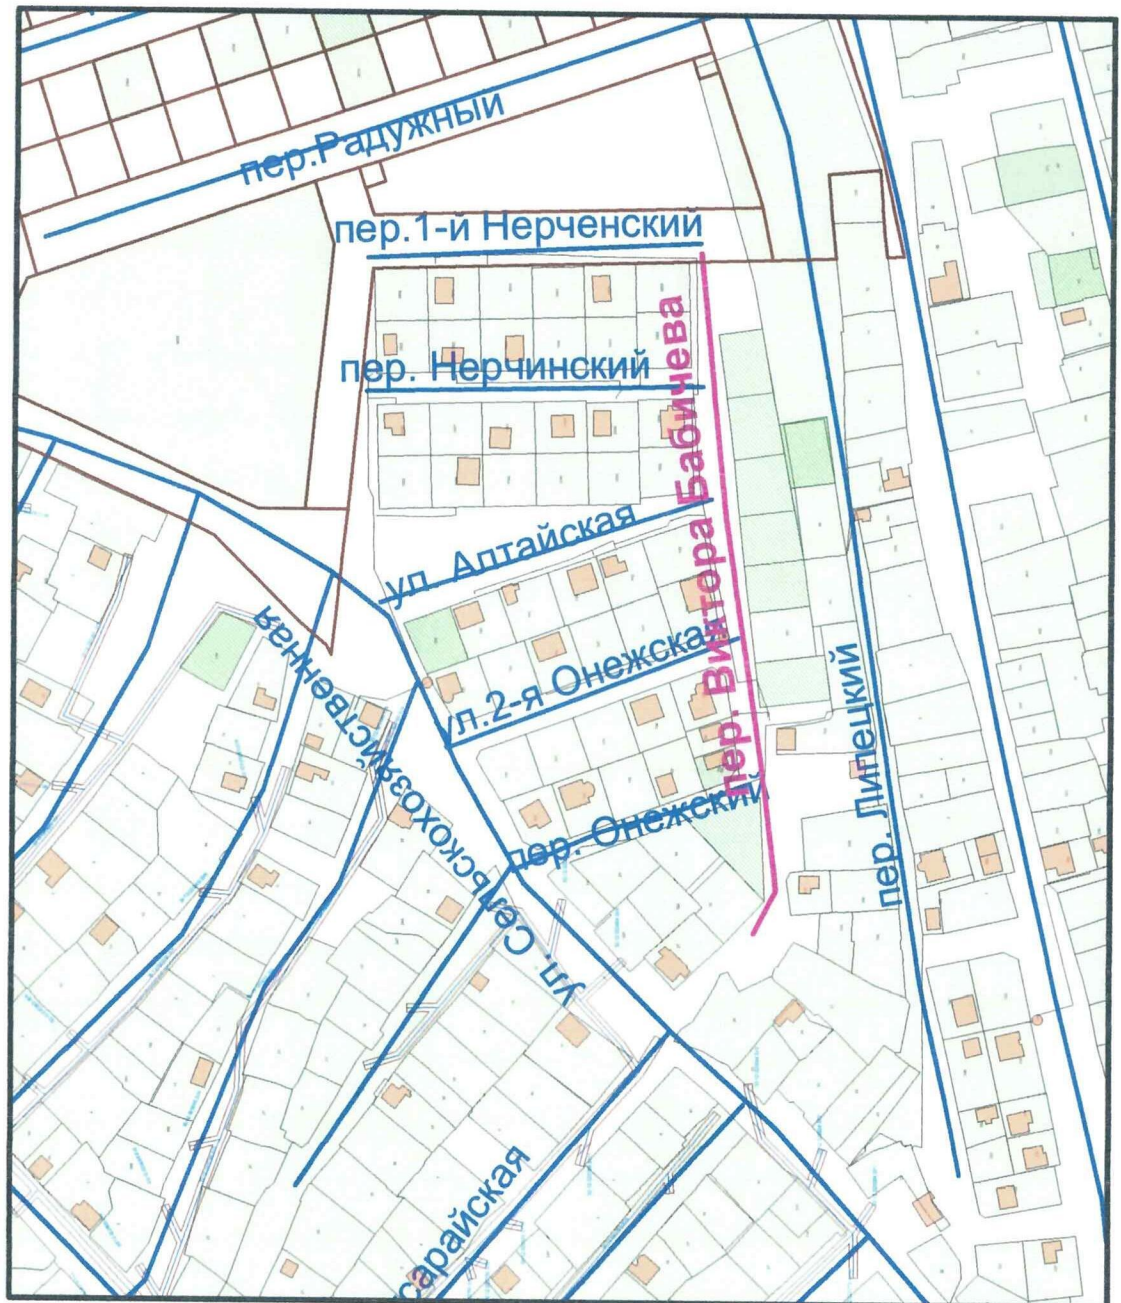 пер.Радужный
пер.1-й Нерченский
пер. Нерчинский
пер. Виктора Бабичева
ул. Алтайская
ул.2-я Онежская
пер. Онежский
ул. Сельскохозяйственная
пер. Липецкий
сарайская